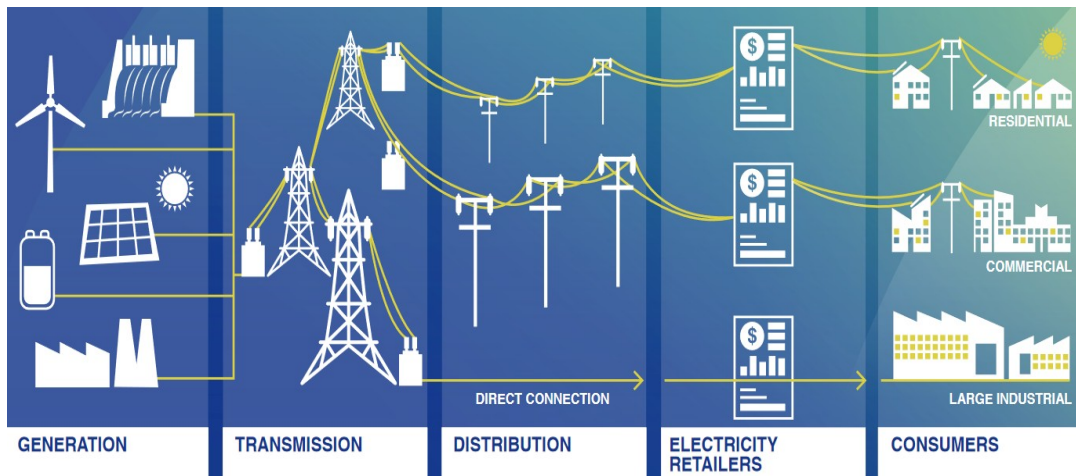 $
RESIDENTIAL
$
COMMERCIAL
$
DIRECT CONNECTION
LARGE INDUSTRIAL
GENERATION
TRANSMISSION
DISTRIBUTION
ELECTRICITY
RETAILERS
CONSUMERS